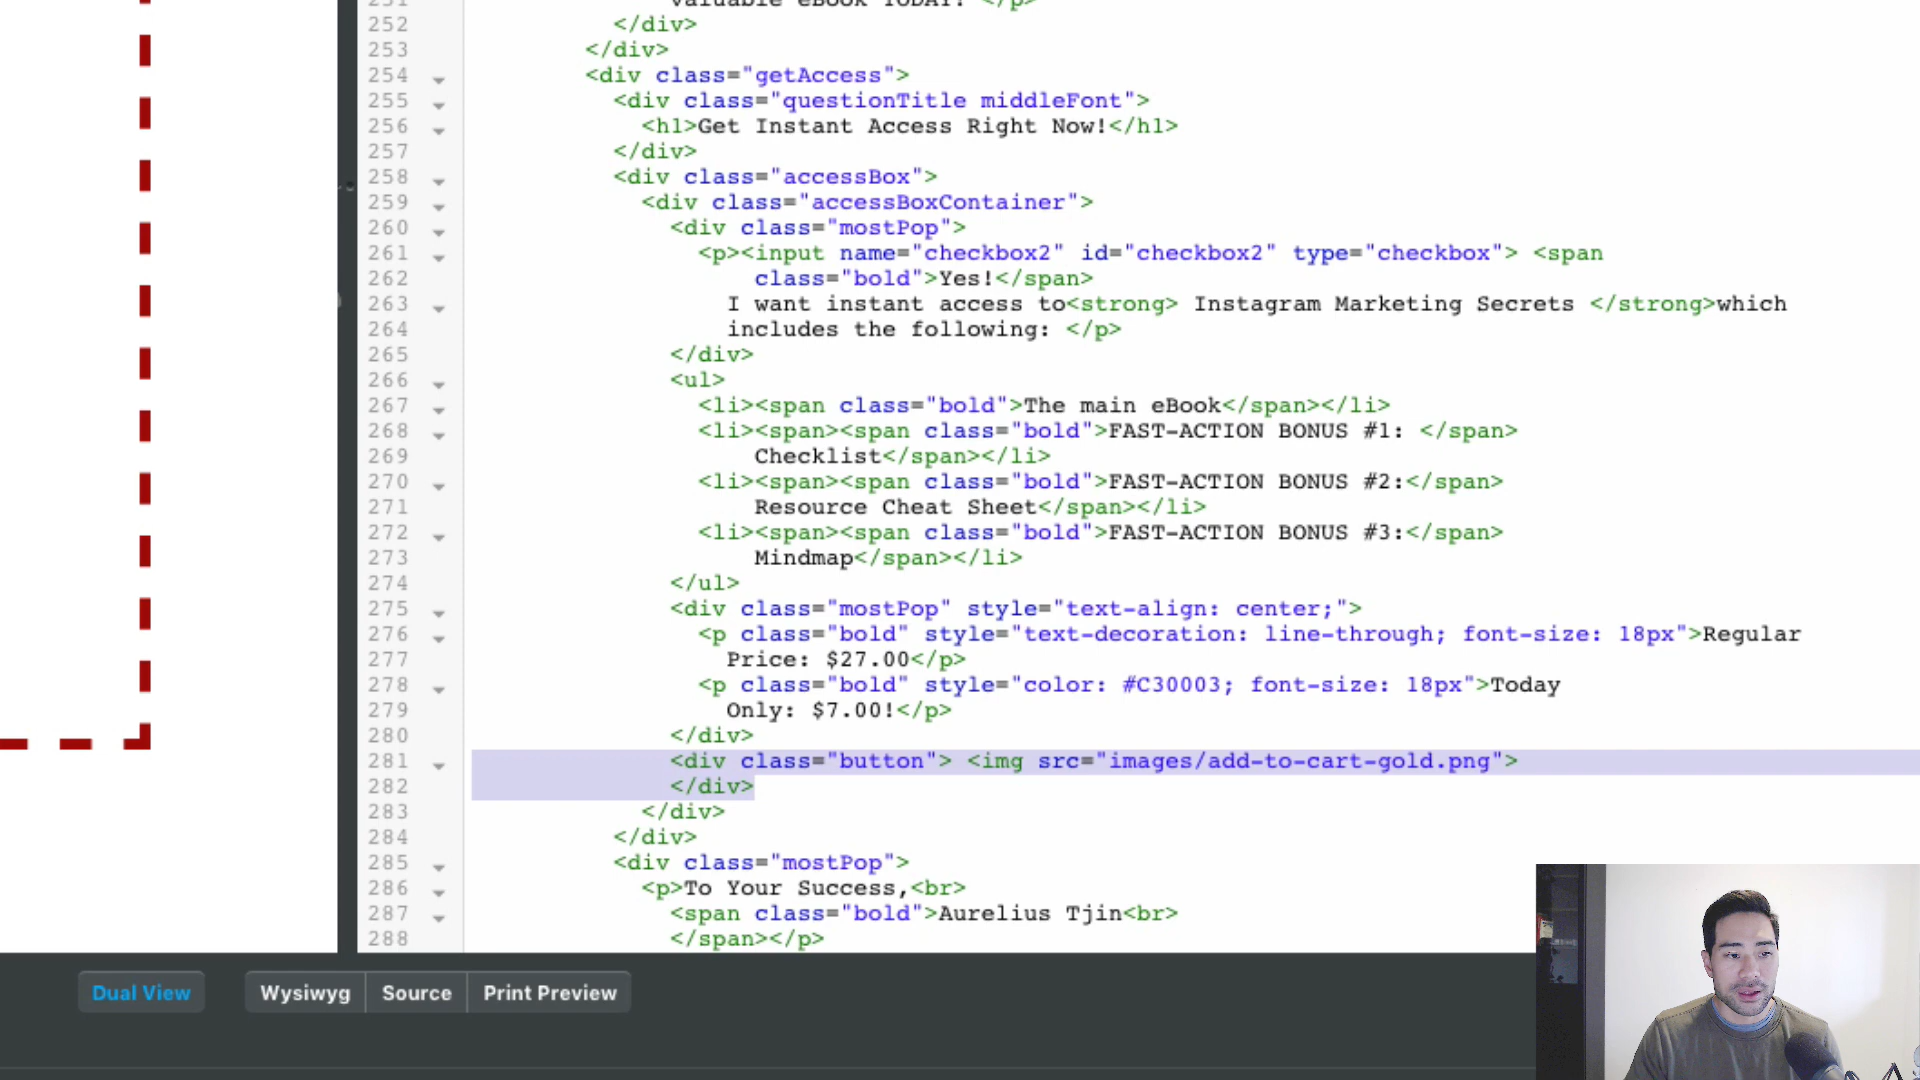 251 valuable eBook TODAY! </p>
252 </div>
253 </div>
254 <div class="getAccess">
255 <div class="questionTitle middleFont">
256 <h1>Get Instant Access Right Now!</h1>
257 </div>
258 <div class="accessBox">
259 <div class="accessBoxContainer">
260 <div class="mostPop">
261 <p><input name="checkbox2" id="checkbox2" type="checkbox"> <span
262 class="bold">Yes!</span>
263 I want instant access to<strong> Instagram Marketing Secrets </strong>which
264 includes the following: </p>
265 </div>
266 <ul>
267 <li><span class="bold">The main eBook</span></li>
268 <li><span><span class="bold">FAST-ACTION BONUS #1: </span>
269 Checklist</span></li>
270 <li><span><span class="bold">FAST-ACTION BONUS #2:</span>
271 Resource Cheat Sheet</span></li>
272 <li><span><span class="bold">FAST-ACTION BONUS #3:</span>
273 Mindmap</span></li>
274 </ul>
275 <div class="mostPop" style="text-align: center;">
276 <p class="bold" style="text-decoration: line-through; font-size: 18px">Regular
277 Price: $27.00</p>
278 <p class="bold" style="color: #C30003; font-size: 18px">Today
279 Only: $7.00!</p>
280 </div>
281 <div class="button"> <img src="images/add-to-cart-gold.png">
282 </div>
283 </div>
284 </div>
285 <div class="mostPop">
286 <p>To Your Success,<br>
287 <span class="bold">Aurelius Tjin<br>
288 </span></p>
Dual View Wysiwyg Source Print Preview